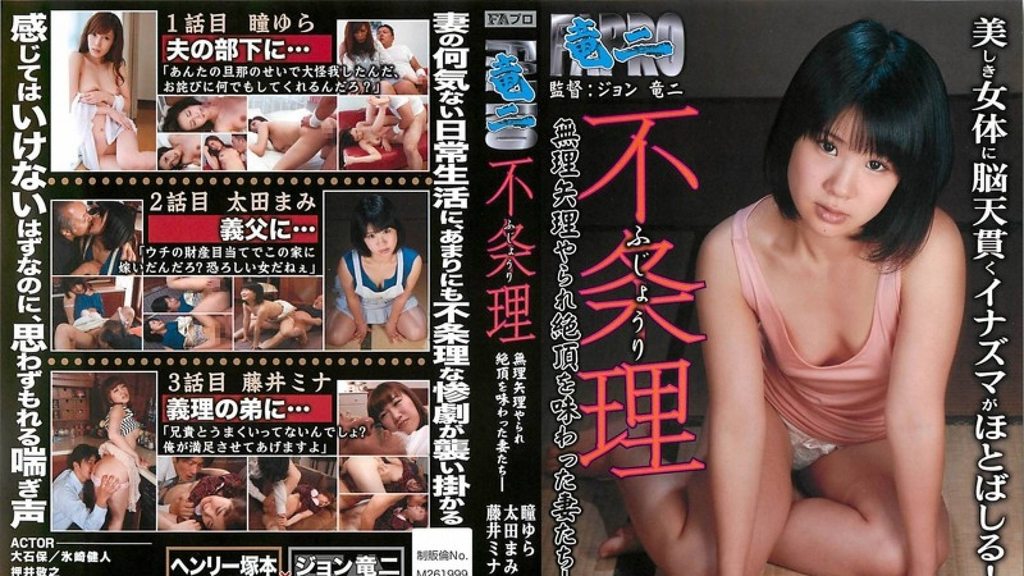 美しき女体に脳天貫くイナズマがほとばしる!
FAPRO
竜二
監督:ジョン 竜二
不条理
ふじょうり
無理矢理やられ絶頂を味わった妻たち
FAプロ
竜二
不条理
ふじょうり
無理矢理やられ
絶頂を味わった妻たち
瞳ゆら
太田まみ
藤井ミナ
妻の何気ない日常生活に、あまりにも不条理な惨劇が襲い掛かる
1話目 瞳ゆら
夫の部下に…
「あんたの旦那のせいで大怪我したんだ、
お詫びに何でもしてくれるんだろ?」
2話目 太田まみ
義父に…
「ウチの財産目当てでこの家に
嫁いだんだろ?恐ろしい女だねぇ」
3話目 藤井ミナ
義理の弟に…
「兄貴とうまくいってないんでしょ?
俺が満足させてあげますよ」
感じてはいけないはずなのに、思わずもれる喘ぎ声
ACTOR
大石保/氷崎健人
押井敬之
ヘンリー塚本
ジョン 竜二
制販倫No.
M261999